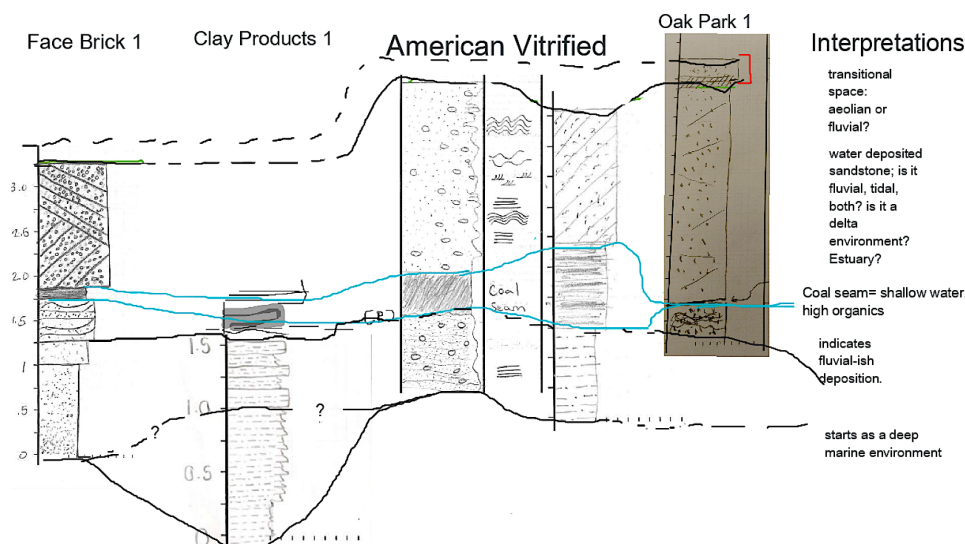 Face Brick 1
Clay Products 1
American Vitrified
Oak Park 1
Interpretations
transitional
space:
aeolian or
fluvial?
water deposited
sandstone; is it
fluvial, tidal,
both? is it a
delta
environment?
Estuary?
Coal seam= shallow water
high organics
indicates
fluvial-ish
deposition.
starts as a deep
marine environment
3.0
2.5
2.0
1.5
1
.5
0
?
1.5
1.0
0.5
0
?
Coal
Seam